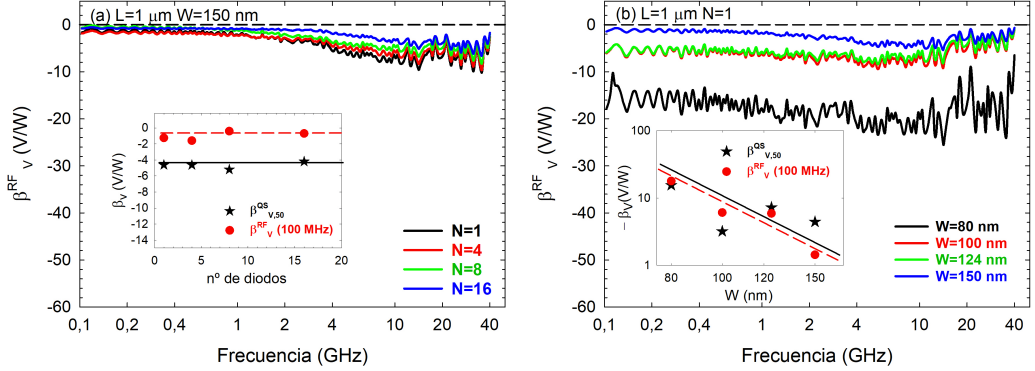 (a) L=1 µm W=150 nm
0
-10
-20
-30
-40
-50
-60
β^RF_V (V/W)
0
-2
-4
-6
-8
-10
-12
-14
β_V (V/W)
★ β^QS_V,50
● β^RF_V (100 MHz)
0 5 10 15 20
nº de diodos
N=1
N=4
N=8
N=16
0,1 0,2 0,4 1 2 4 10 20 40
Frecuencia (GHz)
(b) L=1 µm N=1
0
-10
-20
-30
-40
-50
-60
β^RF_V (V/W)
100
10
1
− β_V(V/W)
★ β^QS_V,50
● β^RF_V (100 MHz)
80 100 120 150
W (nm)
W=80 nm
W=100 nm
W=124 nm
W=150 nm
0,1 0,2 0,4 1 2 4 10 20 40
Frecuencia (GHz)